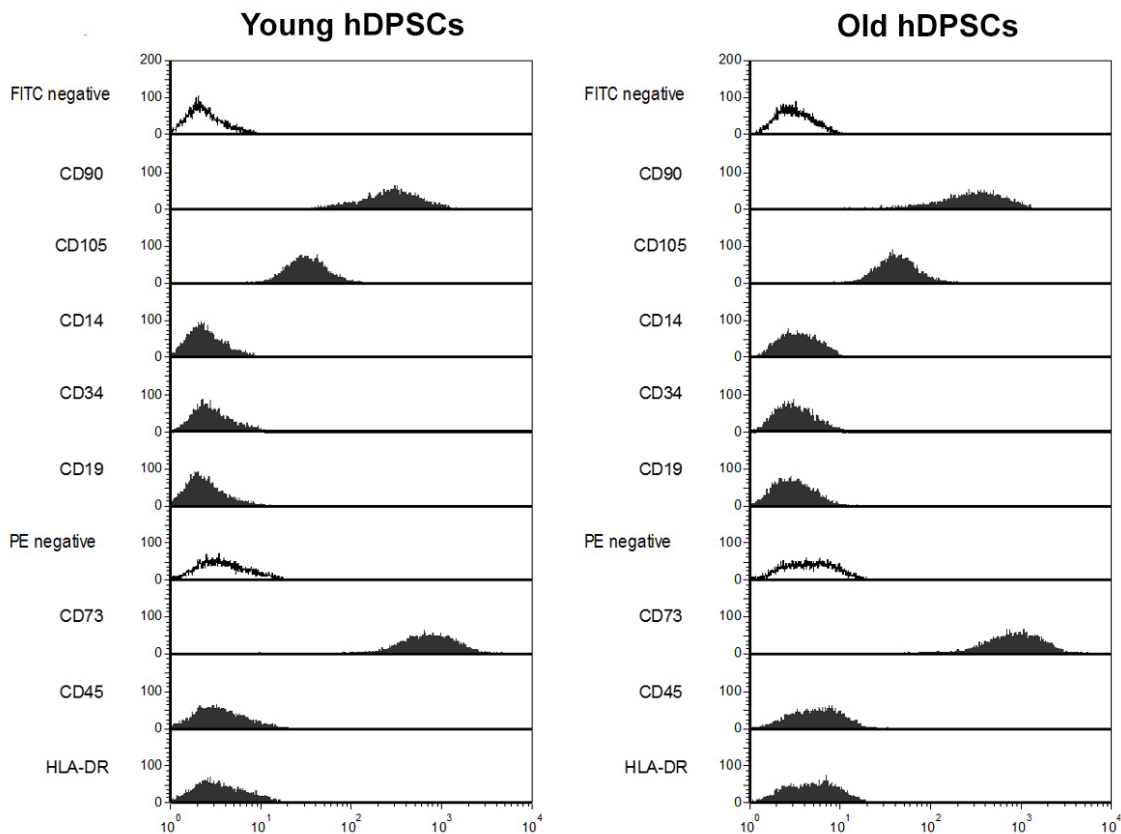 Young hDPSCs Old hDPSCs
200 200
FITC negative 100 FITC negative 100
0 0
CD90 100 CD90 100
0 0
CD105 100 CD105 100
0 0
CD14 100 CD14 100
0 0
CD34 100 CD34 100
0 0
CD19 100 CD19 100
0 0
PE negative 100 PE negative 100
0 0
CD73 100 CD73 100
0 0
CD45 100 CD45 100
0 0
HLA-DR 100 HLA-DR 100
0 0
10⁰ 10¹ 10² 10³ 10⁴ 10⁰ 10¹ 10² 10³ 10⁴